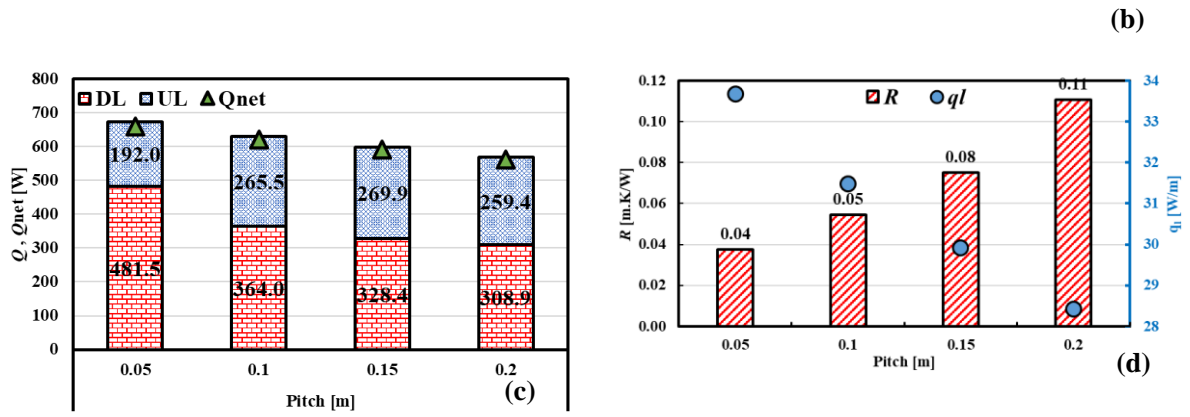 (b)
800
700
600
500
400
300
200
100
0
Q, Qnet [W]
DL UL Qnet
192.0
265.5
269.9
259.4
481.5
364.0
328.4
308.9
0.05 0.1 0.15 0.2
Pitch [m]
(c)
0.12
0.10
0.08
0.06
0.04
0.02
0.00
R [m.K/W]
R ql
0.04
0.05
0.08
0.11
34
33
32
31
30
29
28
q₁ [W/m]
0.05 0.1 0.15 0.2
Pitch [m]
(d)